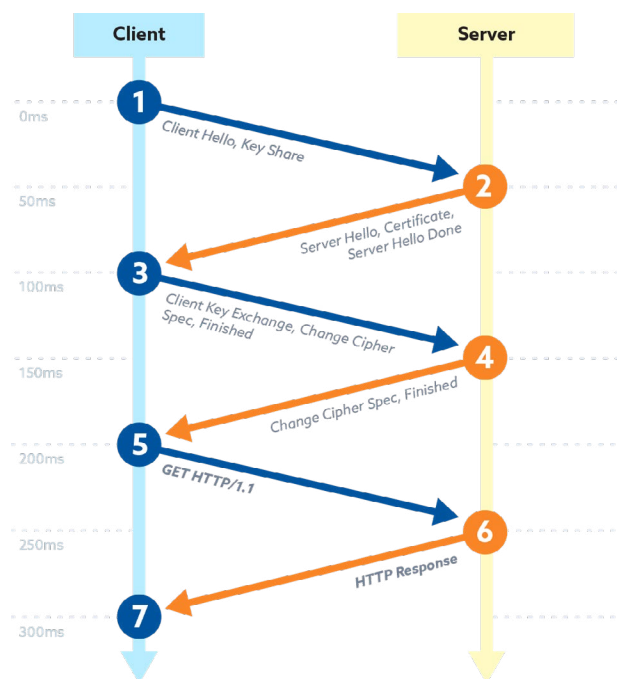 Client
Server
1
0ms
Client Hello, Key Share
2
50ms
Server Hello, Certificate,
Server Hello Done
3
100ms
Client Key Exchange, Change Cipher
Spec, Finished
4
150ms
Change Cipher Spec, Finished
5
200ms
GET HTTP/1.1
6
250ms
HTTP Response
7
300ms